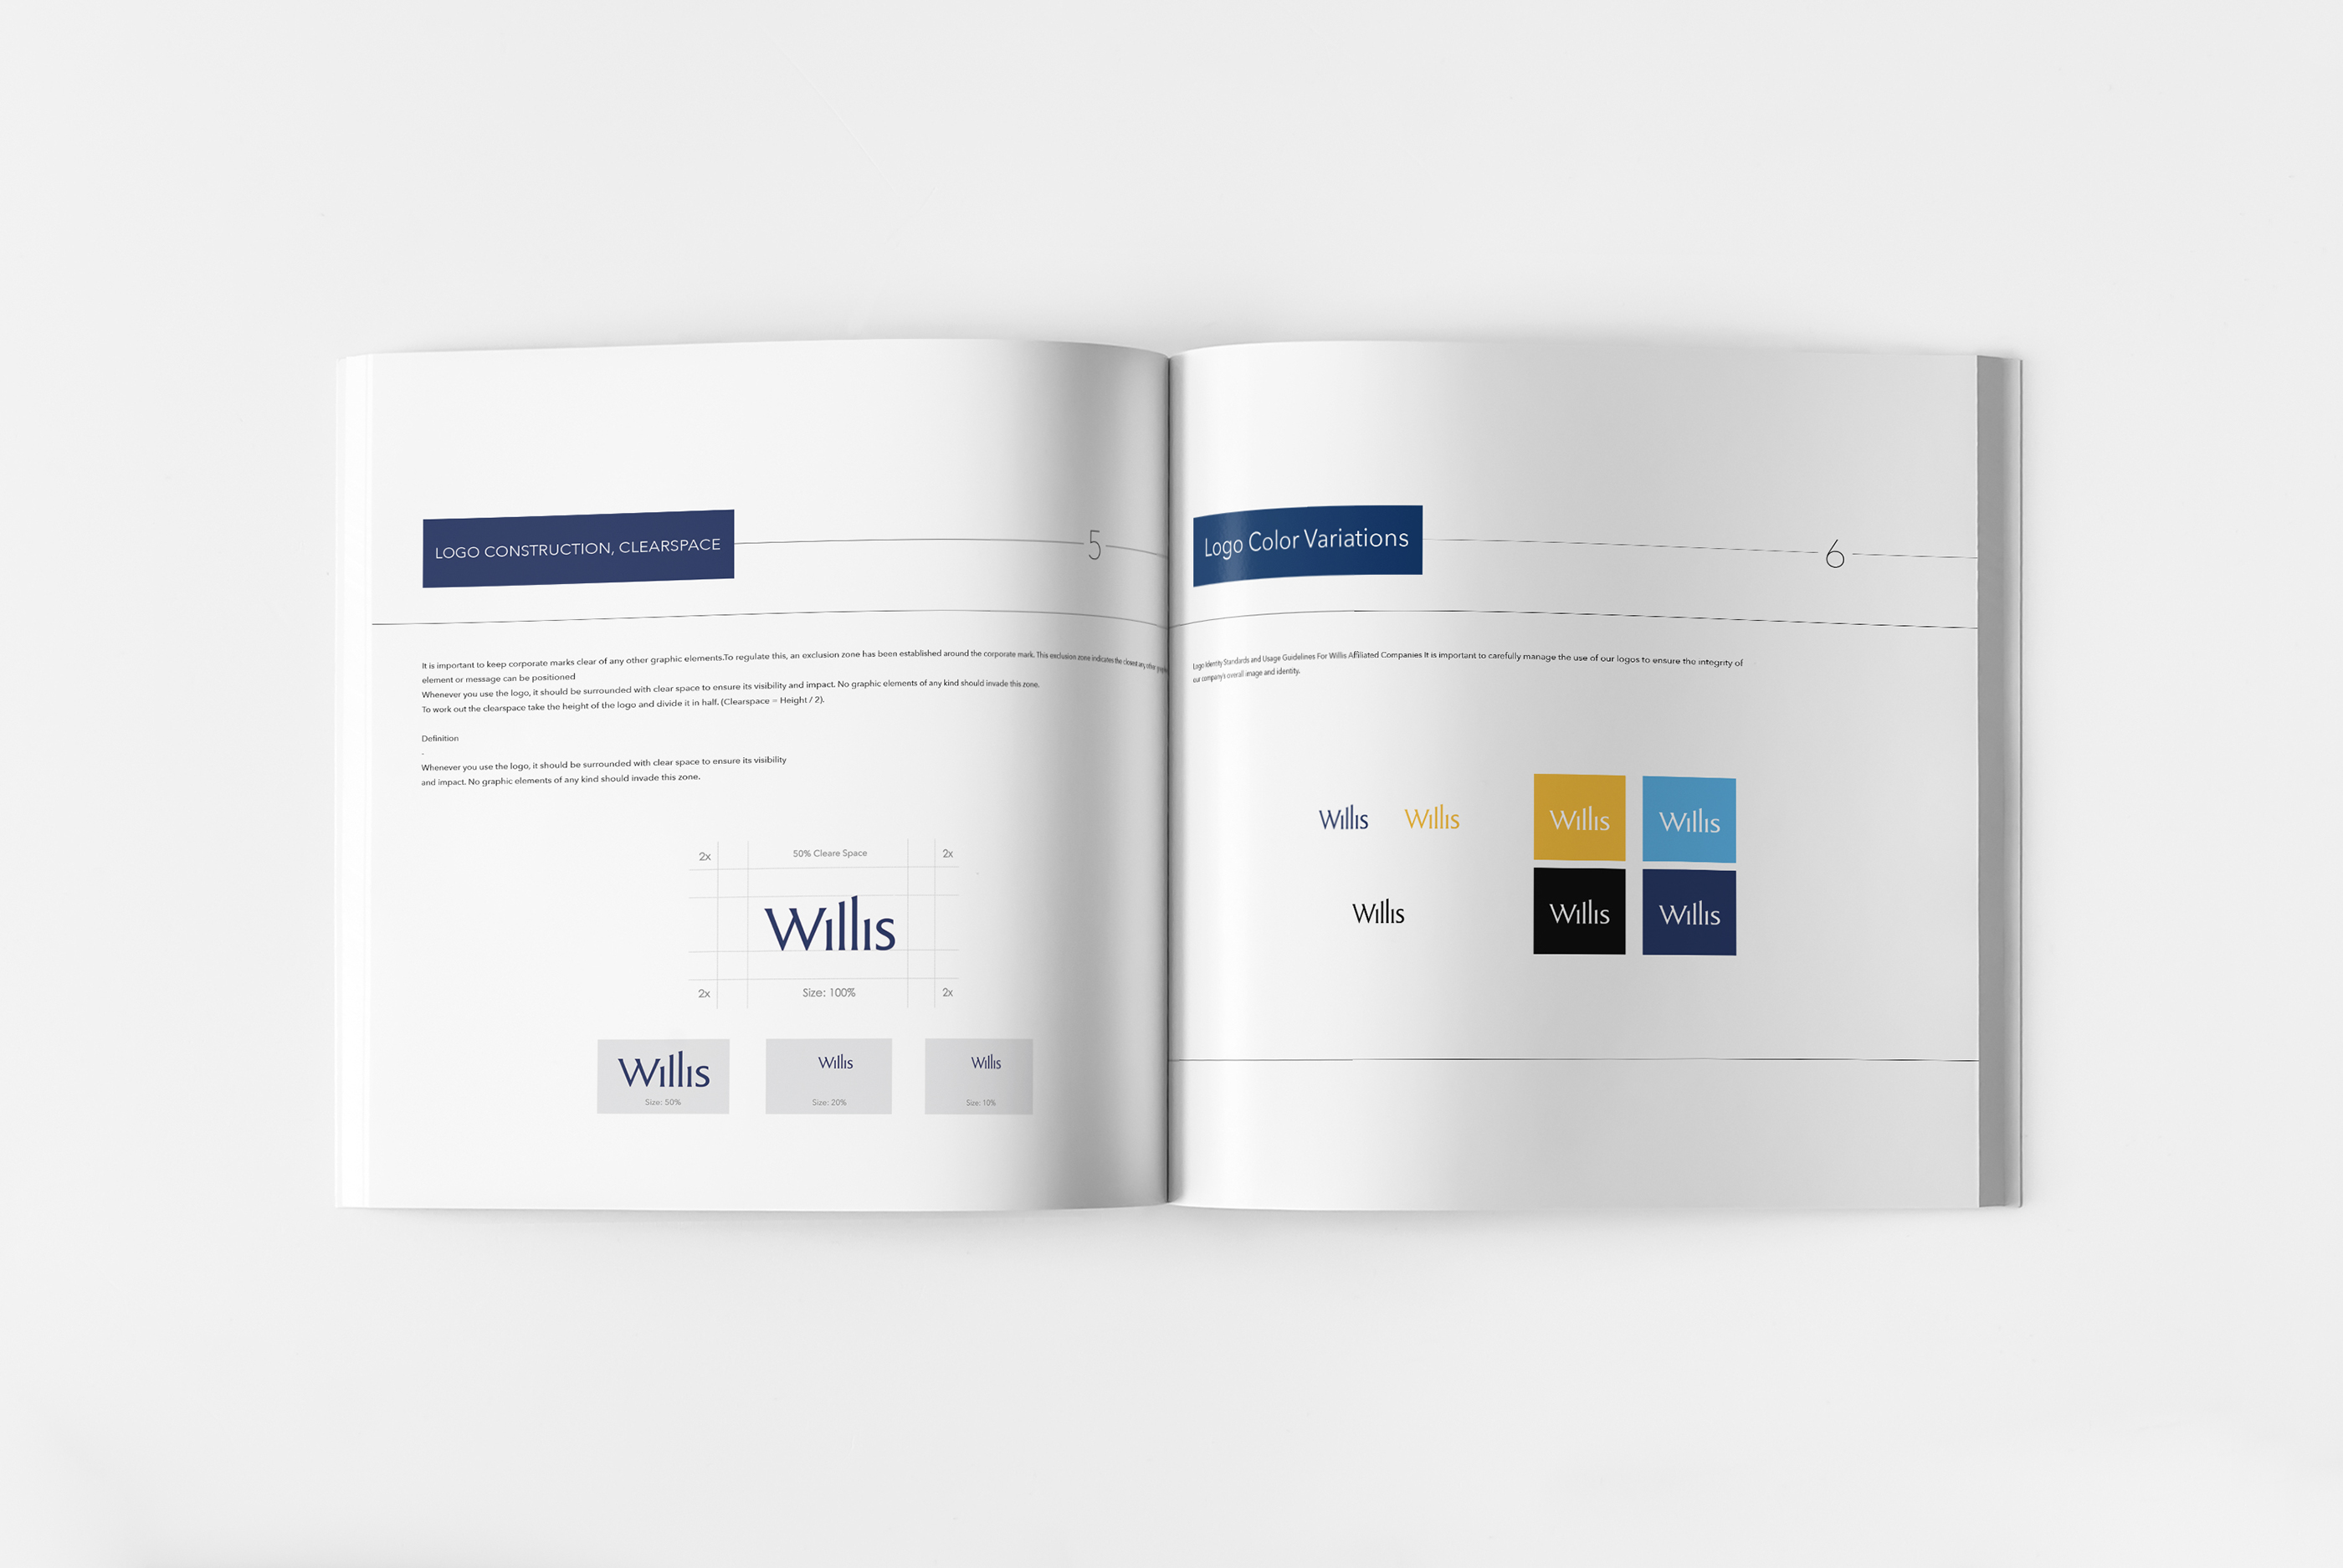 LOGO CONSTRUCTION, CLEARSPACE
5
It is important to keep corporate marks clear of any other graphic elements.To regulate this, an exclusion zone has been established around the corporate mark. This exclusion zone indicates the closest any other
element or message can be positioned
Whenever you use the logo, it should be surrounded with clear space to ensure its visibility and impact. No graphic elements of any kind should invade this zone.
To work out the clearspace take the height of the logo and divide it in half. (Clearspace = Height / 2).
Definition
-
Whenever you use the logo, it should be surrounded with clear space to ensure its visibility
and impact. No graphic elements of any kind should invade this zone.
2x 50% Cleare Space 2x
Willis
2x Size: 100% 2x
Willis Willis Willis
Size: 50% Size: 20% Size: 10%
Logo Color Variations
6
Logo Identity Standards and Usage Guidelines For Willis Affiliated Companies It is important to carefully manage the use of our logos to ensure the integrity of
our company's overall image and identity.
Willis Willis Willis Willis
Willis Willis Willis